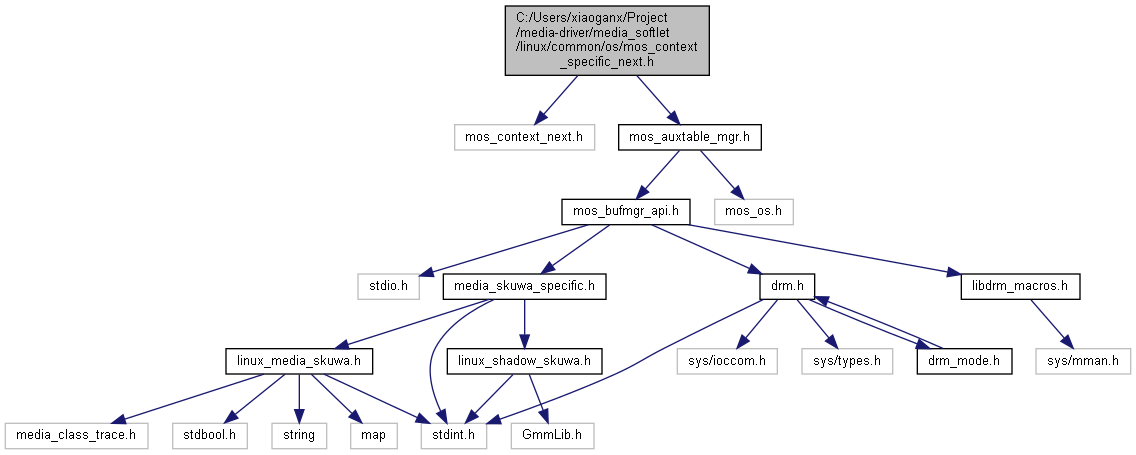 C:/Users/xiaoganx/Project
/media-driver/media_softlet
/linux/common/os/mos_context
_specific_next.h
mos_context_next.h
mos_auxtable_mgr.h
mos_bufmgr_api.h
mos_os.h
stdio.h
media_skuwa_specific.h
drm.h
libdrm_macros.h
linux_media_skuwa.h
linux_shadow_skuwa.h
sys/ioccom.h
sys/types.h
drm_mode.h
sys/mman.h
media_class_trace.h
stdbool.h
string
map
stdint.h
GmmLib.h